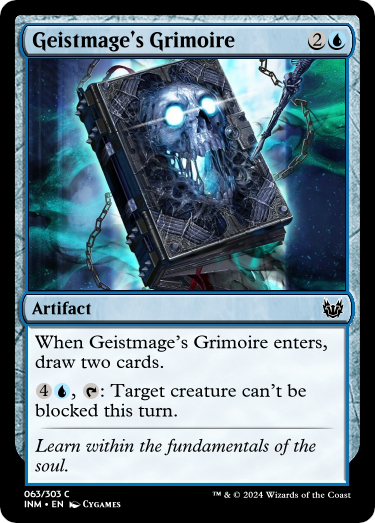 Geistmage's Grimoire 2
Artifact
When Geistmage's Grimoire enters,
draw two cards.
4, : Target creature can't be
blocked this turn.
Learn within the fundamentals of the
soul.
063/303 C
INM • EN Cygames
™ & © 2024 Wizards of the Coast